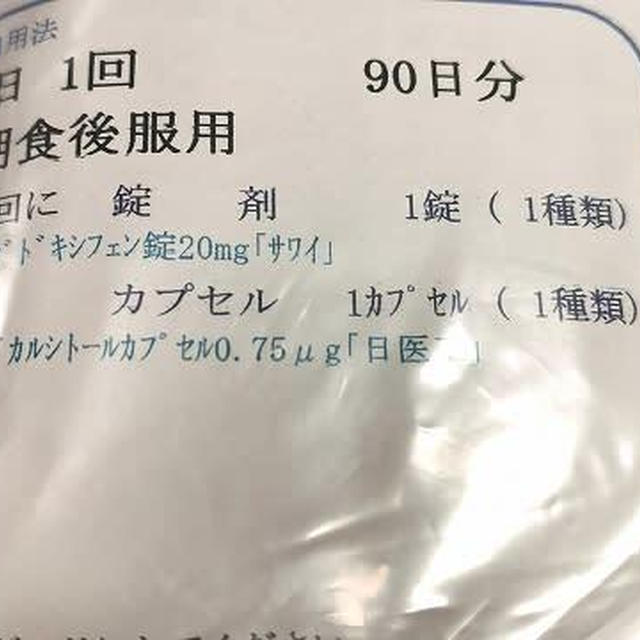 用法
日 1回 90日分
朝食後服用
回に 錠 剤 1錠 ( 1種類)
ドキシフェン錠20mg「サワイ」
カプセル 1カプセル ( 1種類)
カルシトールカプセル0.75μg「日医工」